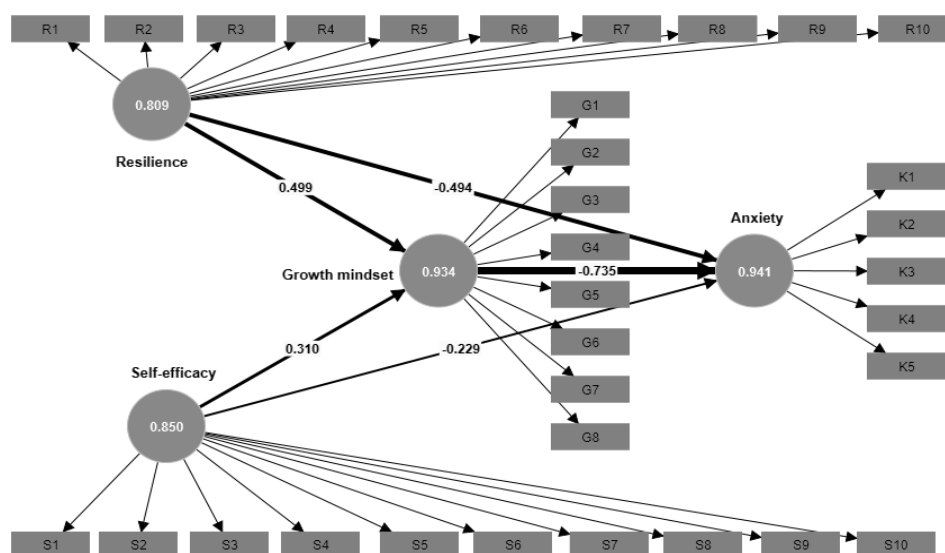 R1 R2 R3 R4 R5 R6 R7 R8 R9 R10
0.809
Resilience
G1
G2
0.499
-0.494
K1
G3
Anxiety
K2
G4
Growth mindset
0.934
-0.735
0.941
K3
G5
K4
G6
0.310
-0.229
K5
Self-efficacy
G7
0.850
G8
S1 S2 S3 S4 S5 S6 S7 S8 S9 S10